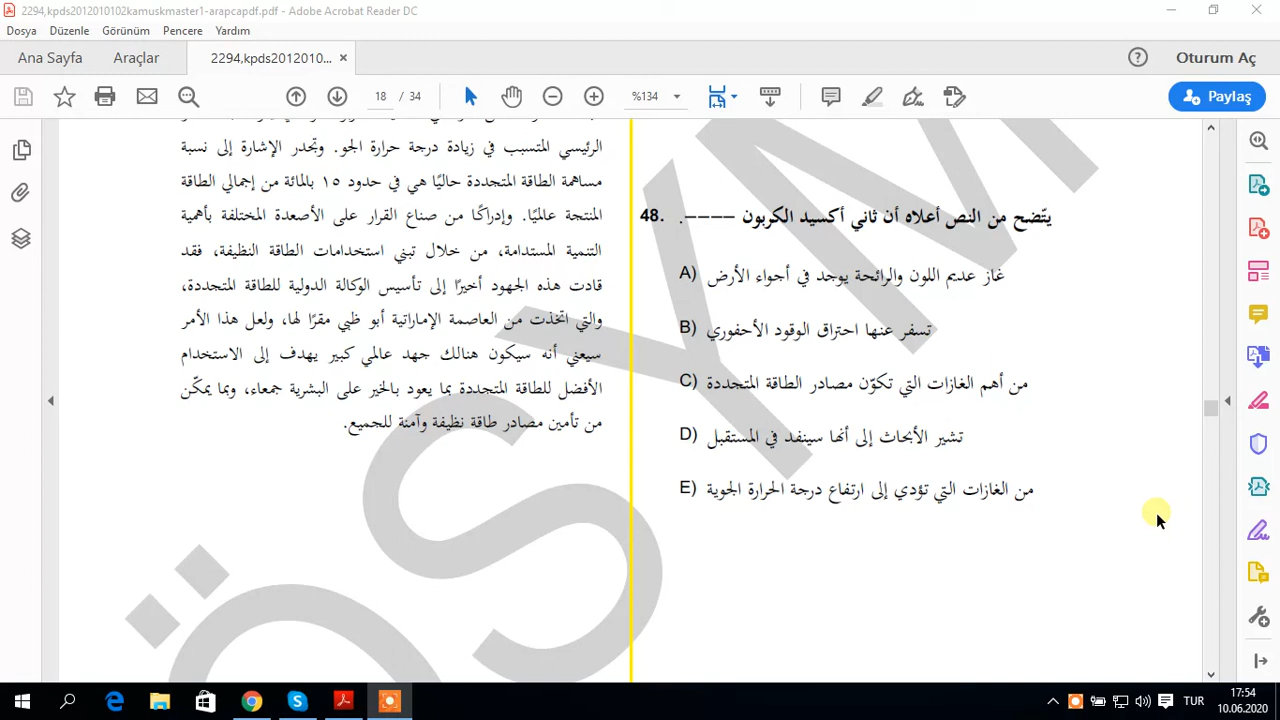 2294,kpds2012010102kamuskmaster1-arapcapdf.pdf - Adobe Acrobat Reader DC
Dosya Düzenle Görünüm Pencere Yardım
Ana Sayfa Araçlar 2294,kpds2012010... × ? Oturum Aç
18 / 34 %134 Paylaş
الرئيسي المتسبب في زيادة درجة حرارة الجو. وتجدر الإشارة إلى نسبة
مساهمة الطاقة المتجددة حاليًا هي في حدود ١٥ بالمائة من إجمالي الطاقة
المنتجة عالميًا. وإدراكًا من صناع القرار على الأصعدة المختلفة بأهمية
التنمية المستدامة، من خلال تبني استخدامات الطاقة النظيفة، فقد
قادت هذه الجهود أخيرًا إلى تأسيس الوكالة الدولية للطاقة المتجددة،
والتي اتخذت من العاصمة الإماراتية أبو ظبي مقرًا لها، ولعل هذا الأمر
سيعني أنه سيكون هنالك جهد عالمي كبير يهدف إلى الاستخدام
الأفضل للطاقة المتجددة بما يعود بالخير على البشرية جمعاء، وبما يمكّن
من تأمين مصادر طاقة نظيفة وآمنة للجميع.
48. يتّضح من النص أعلاه أن ثاني أكسيد الكربون ----.
A) غاز عديم اللون والرائحة يوجد في أجواء الأرض
B) تسفر عنها احتراق الوقود الأحفوري
C) من أهم الغازات التي تكوّن مصادر الطاقة المتجددة
D) تشير الأبحاث إلى أنها سينفد في المستقبل
E) من الغازات التي تؤدي إلى ارتفاع درجة الحرارة الجوية
ÖSYM
TUR 17:54
10.06.2020